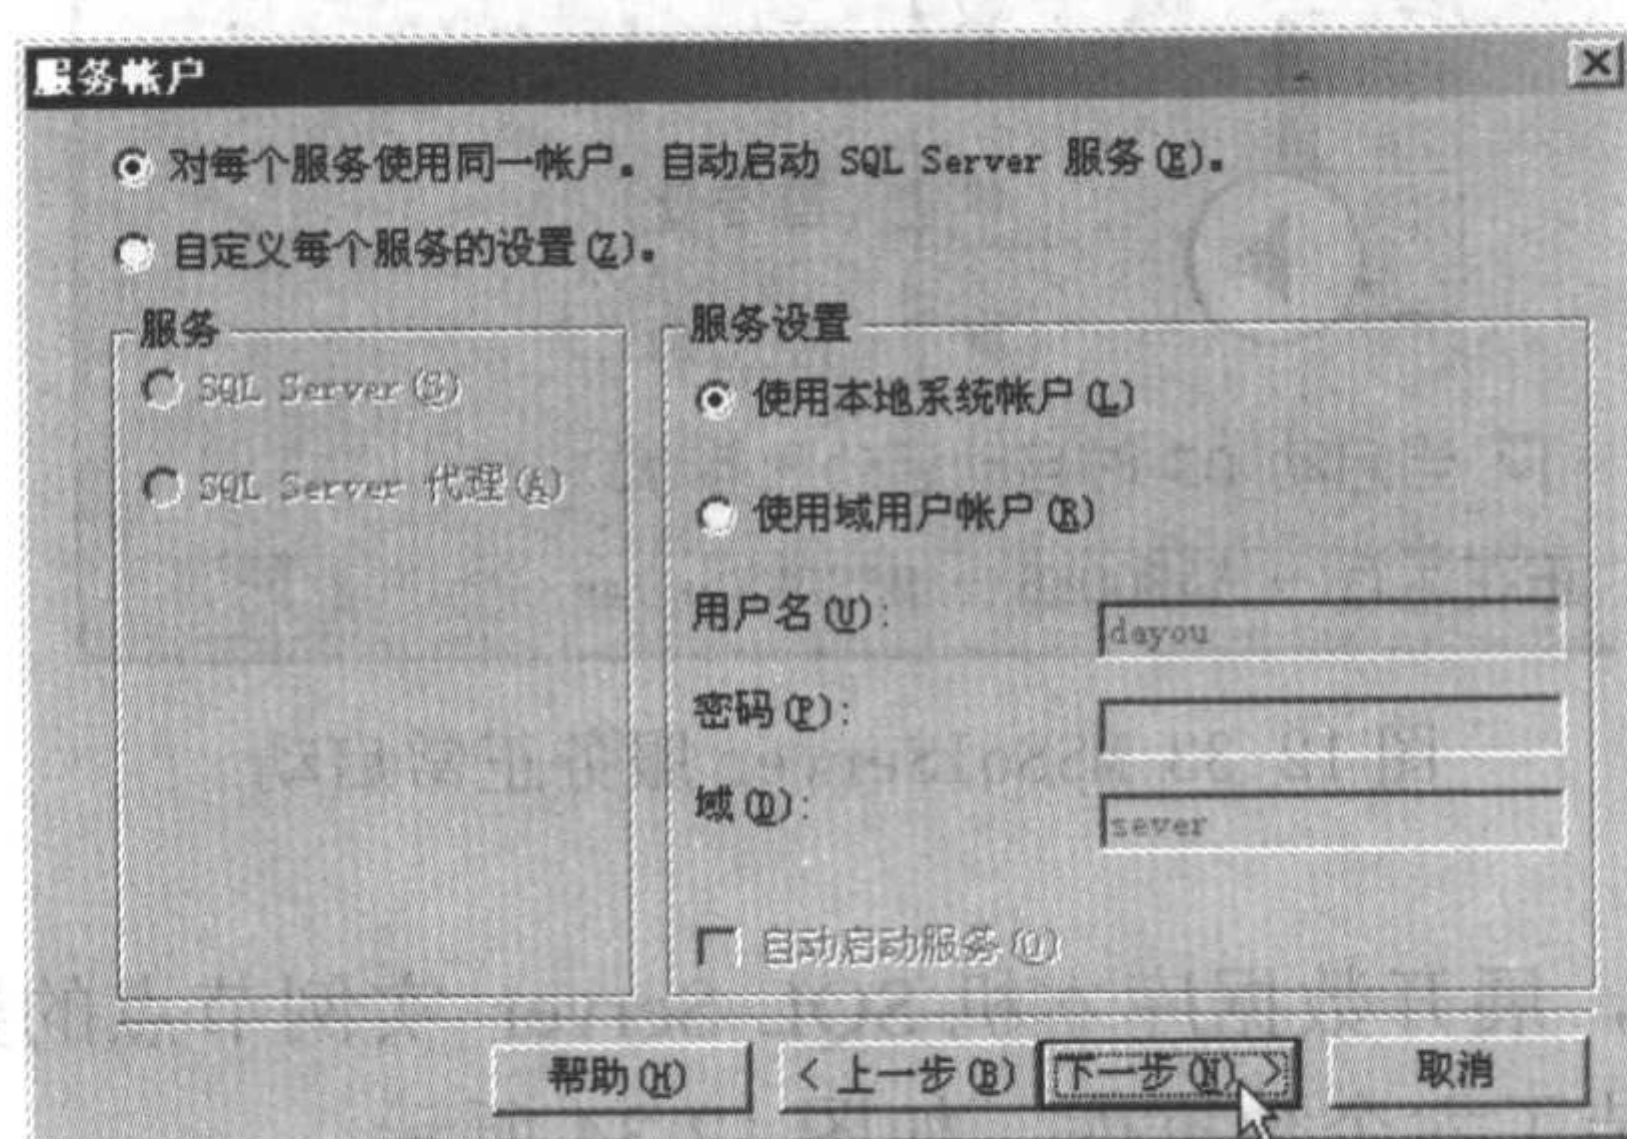 服务帐户
对每个服务使用同一帐户。自动启动 SQL Server 服务(E)。
自定义每个服务的设置(Z)。
服务
SQL Server(S)
SQL Server 代理(A)
服务设置
使用本地系统帐户(L)
使用域用户帐户(R)
用户名(U):
dayou
密码(P):
域(D):
sever
自动启动服务(O)
帮助(H)
< 上一步(B)
下一步(N) >
取消